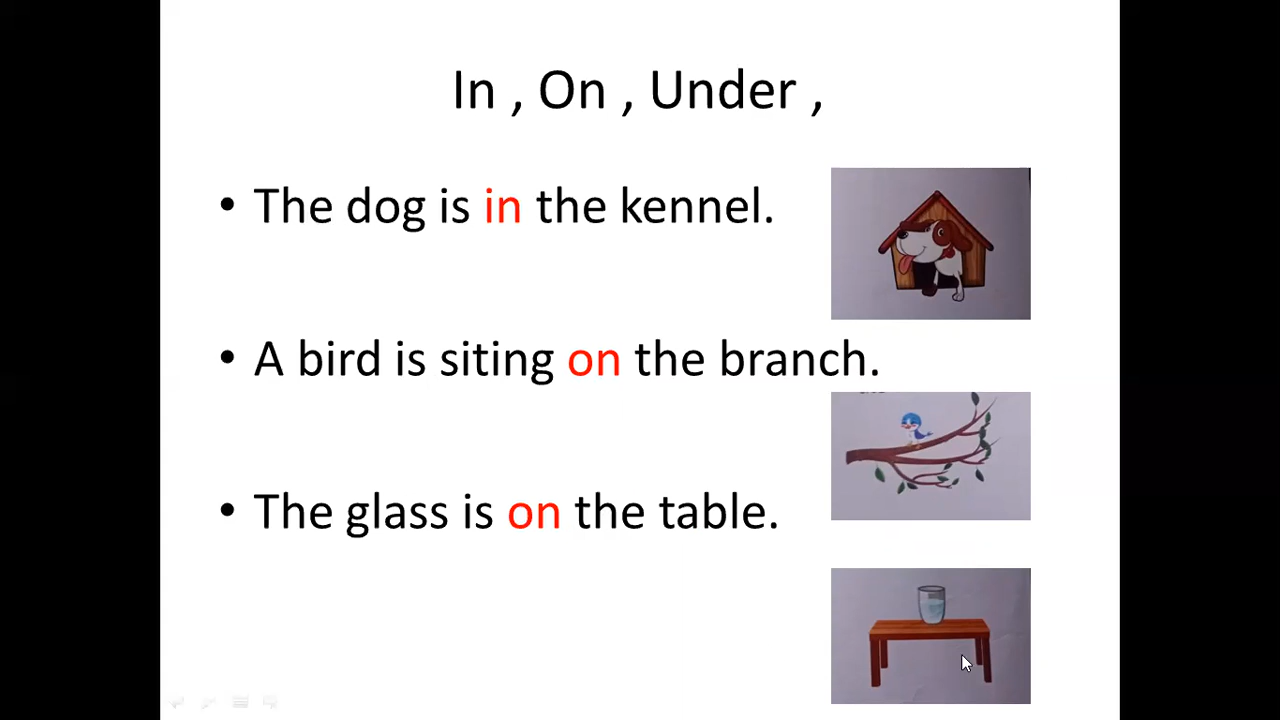 In , On , Under ,
• The dog is in the kennel.
• A bird is siting on the branch.
• The glass is on the table.